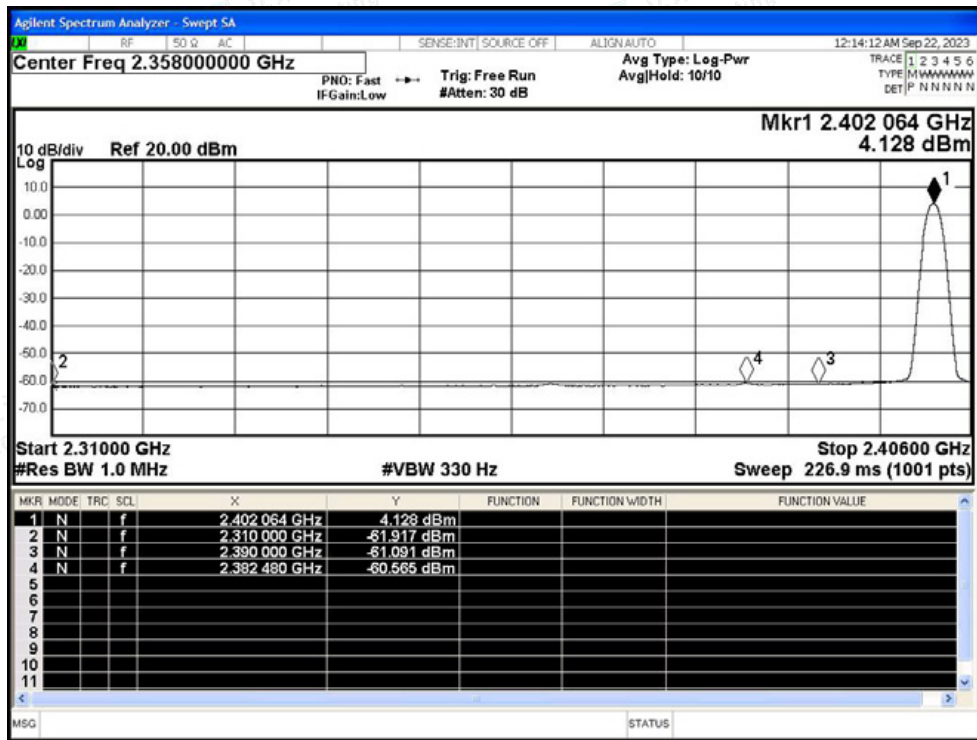 Agilent Spectrum Analyzer - Swept SA
RF 50 Ω AC SENSE:INT SOURCE OFF ALIGNAUTO 12:14:12 AM Sep 22, 2023
Center Freq 2.358000000 GHz
PNO: Fast
IFGain:Low
Trig: Free Run
#Atten: 30 dB
Avg Type: Log-Pwr
Avg|Hold: 10/10
TRACE 1 2 3 4 5 6
TYPE M WWWWW
DET P N N N N N
Mkr1 2.402 064 GHz
4.128 dBm
10 dB/div Ref 20.00 dBm
Log
1
10.0
0.00
-10.0
-20.0
-30.0
-40.0
-50.0
2 4 3
-60.0
-70.0
Start 2.31000 GHz Stop 2.40600 GHz
#Res BW 1.0 MHz #VBW 330 Hz Sweep 226.9 ms (1001 pts)
MKR MODE TRC SCL X Y FUNCTION FUNCTION WIDTH FUNCTION VALUE
1 N f 2.402 064 GHz 4.128 dBm
2 N f 2.310 000 GHz -61.917 dBm
3 N f 2.390 000 GHz -61.091 dBm
4 N f 2.382 480 GHz -60.565 dBm
5
6
7
8
9
10
11
MSG STATUS